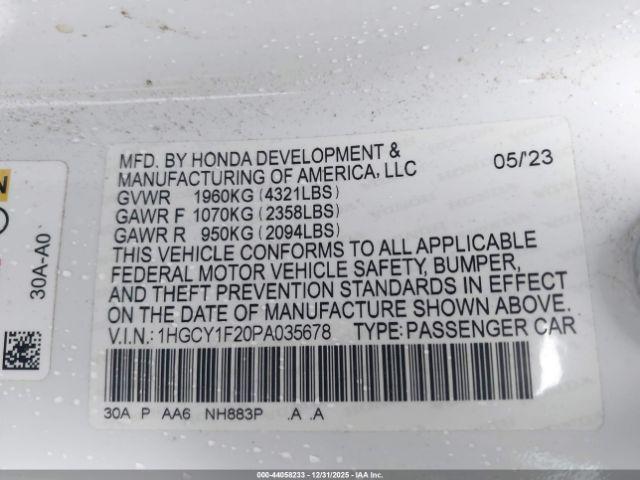 MFD. BY HONDA DEVELOPMENT & MANUFACTURING OF AMERICA, LLC 05/'23
GVWR 1960KG (4321LBS)
GAWR F 1070KG (2358LBS)
GAWR R 950KG (2094LBS)
THIS VEHICLE CONFORMS TO ALL APPLICABLE
FEDERAL MOTOR VEHICLE SAFETY, BUMPER,
AND THEFT PREVENTION STANDARDS IN EFFECT
ON THE DATE OF MANUFACTURE SHOWN ABOVE.
V.I.N.: 1HGCY1F20PA035678 TYPE: PASSENGER CAR
30A P AA6 NH883P .A .A
30A-A0
000-44058233 - 12/31/2025 - IAAI.COM